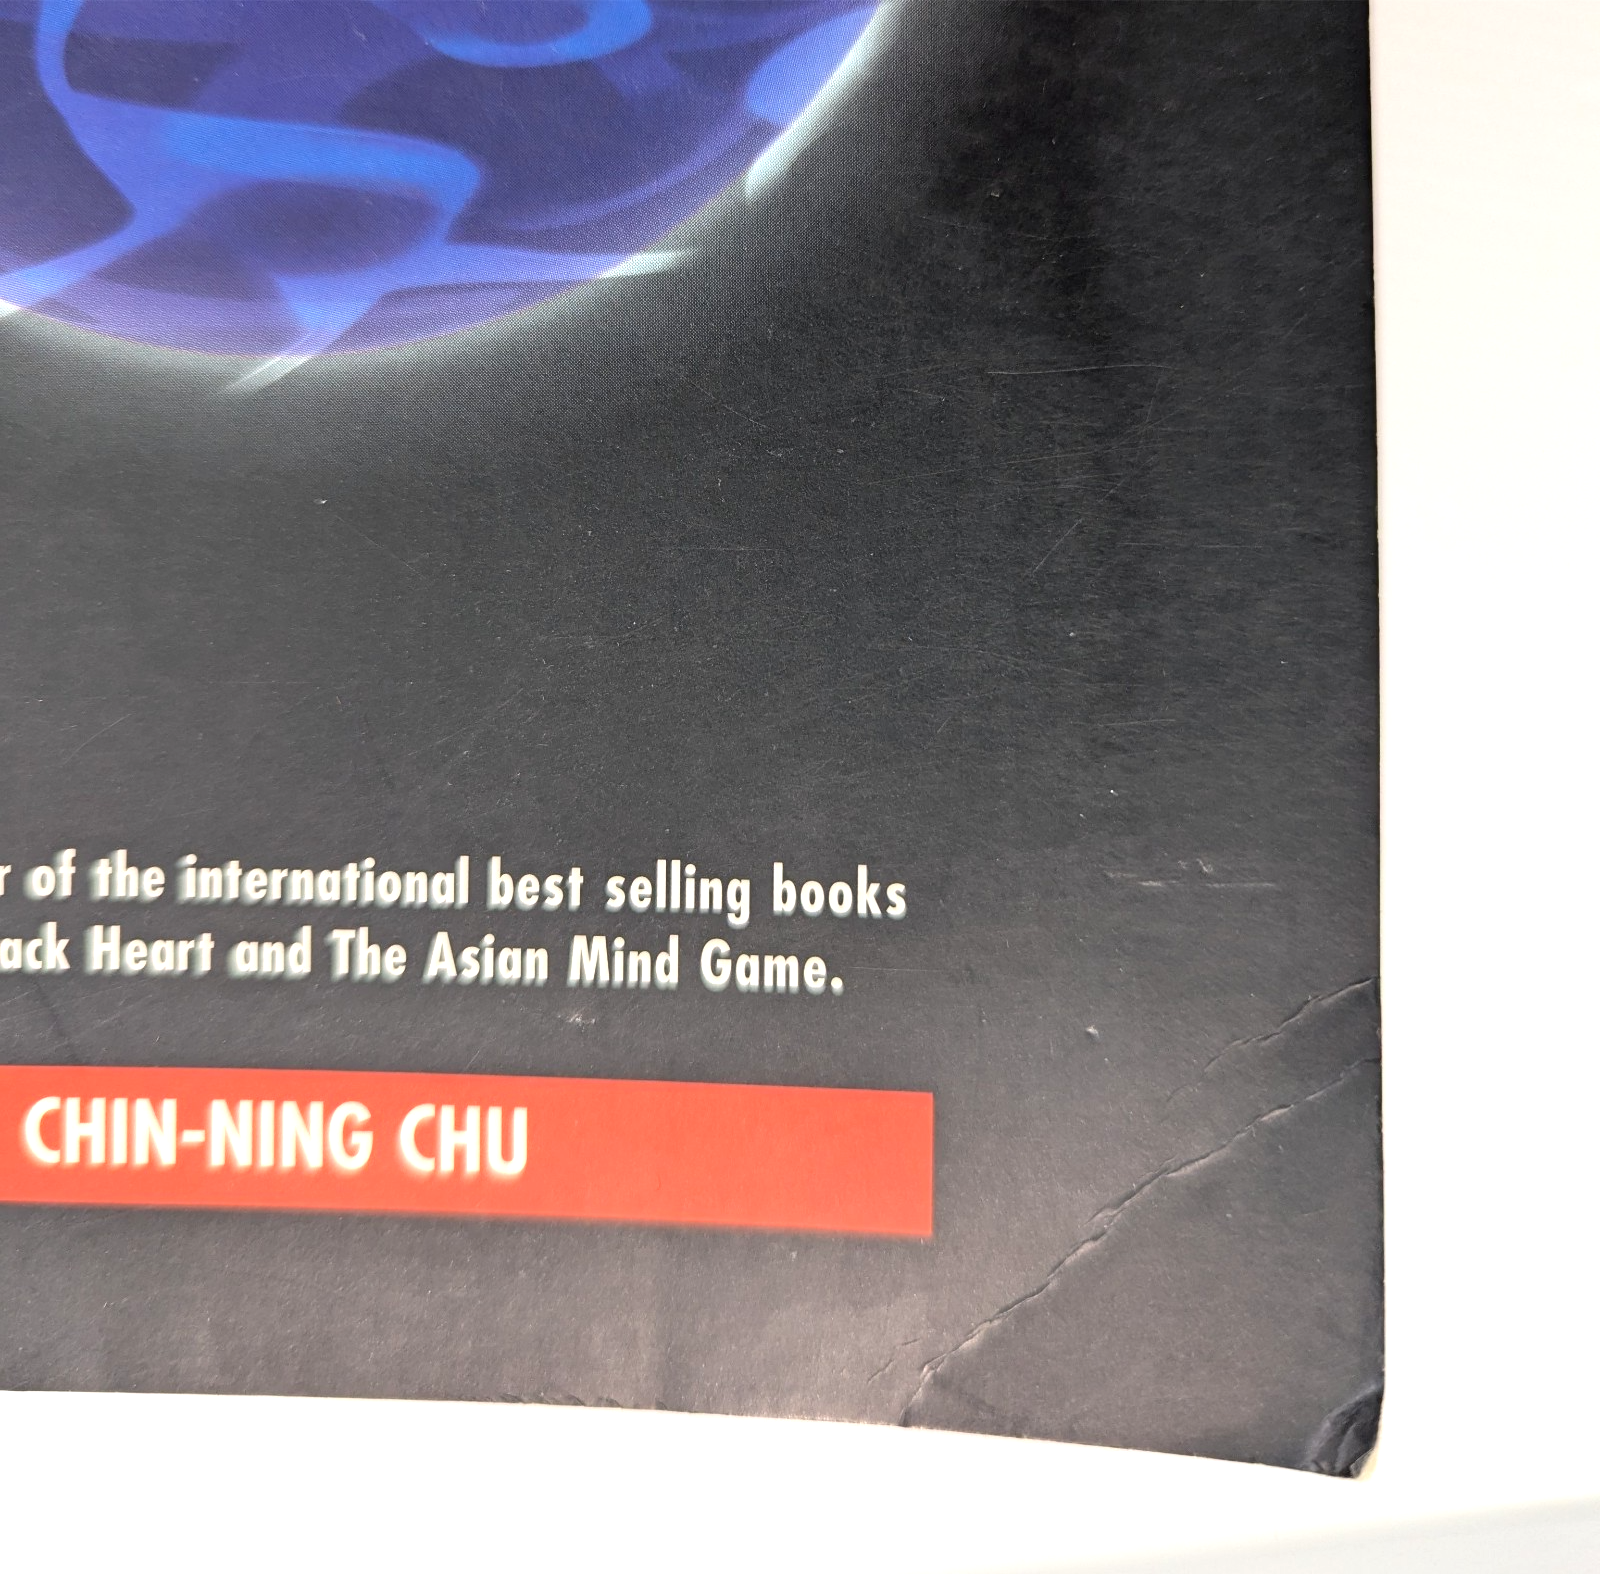 r of the international best selling books
ack Heart and The Asian Mind Game.
CHIN-NING CHU